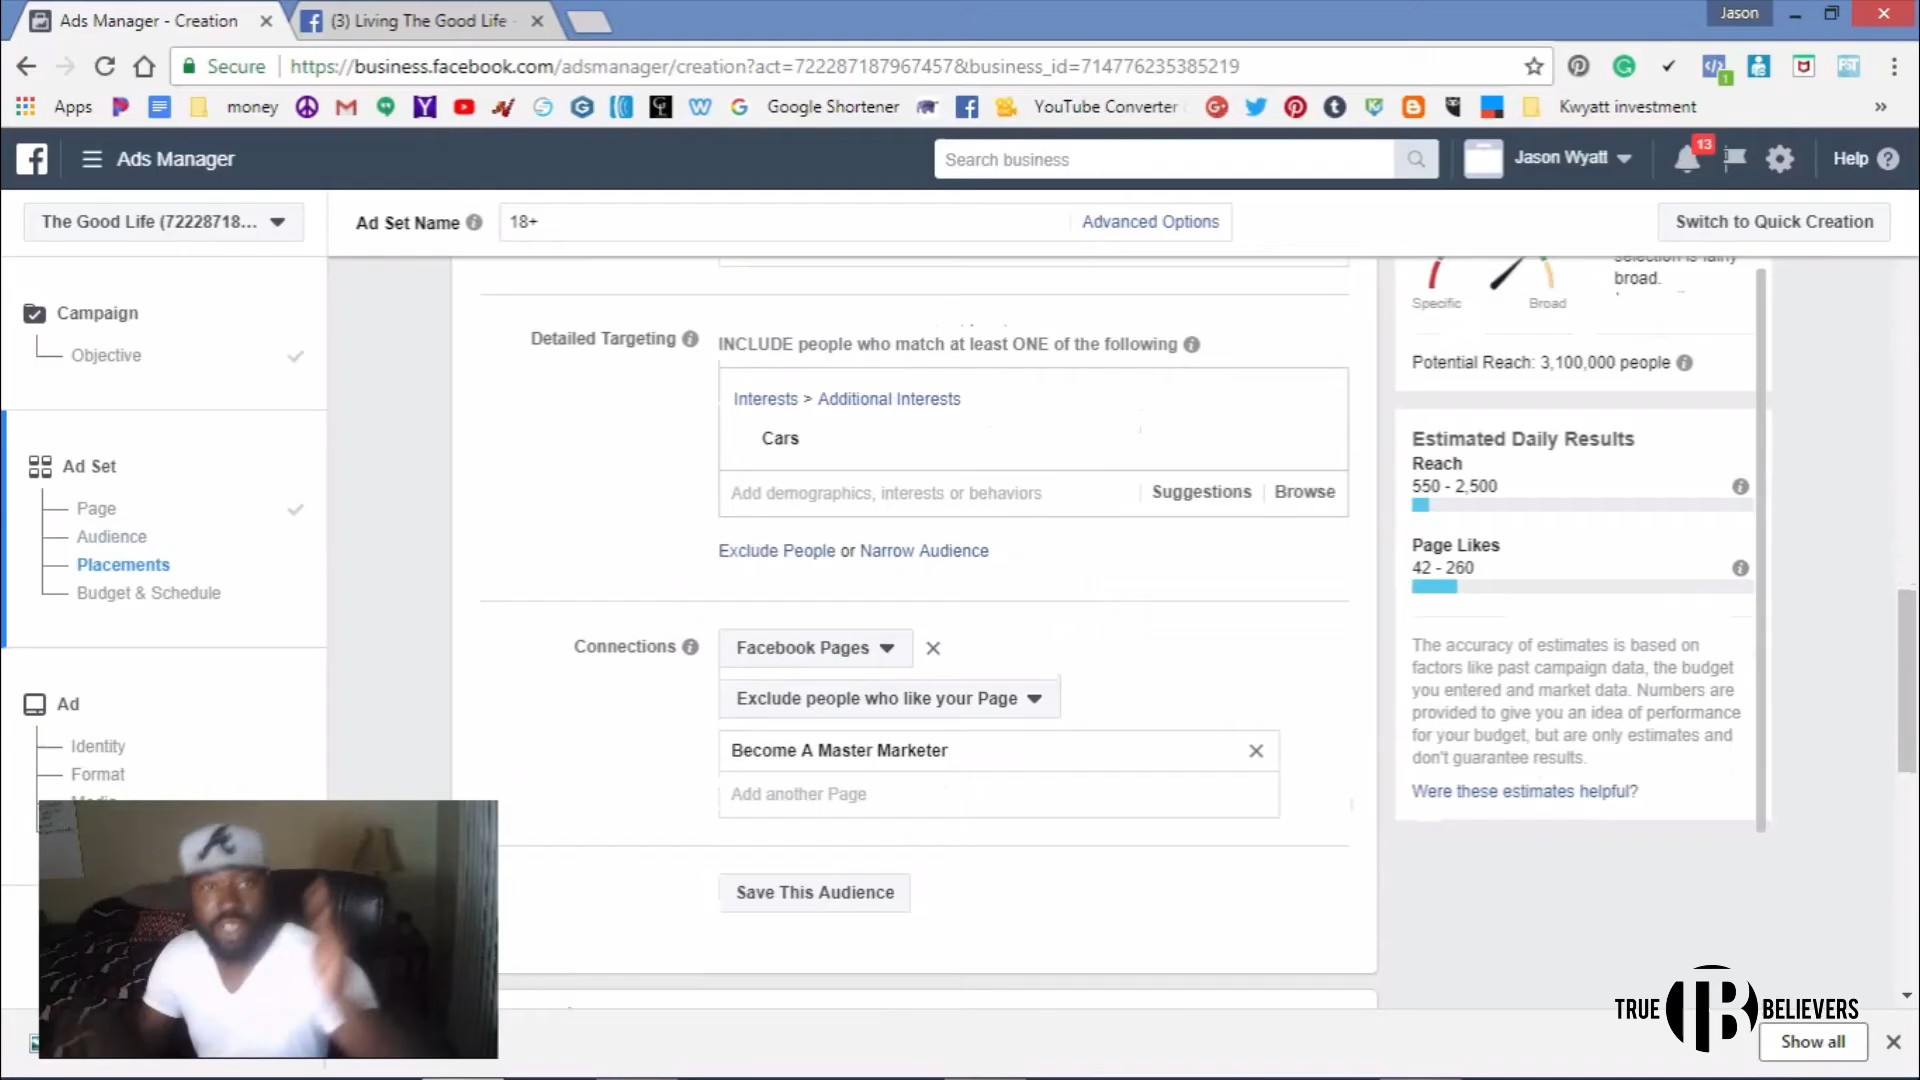 Ads Manager - Creation
(3) Living The Good Life
Jason
Secure
https://business.facebook.com/adsmanager/creation?act=722287187967457&business_id=714776235385219
Apps
money
Google Shortener
YouTube Converter
Kwyatt investment
Ads Manager
Search business
Jason Wyatt
13
Help
The Good Life (72228718...
Ad Set Name
18+
Advanced Options
Switch to Quick Creation
Campaign
Objective
Ad Set
Page
Audience
Placements
Budget & Schedule
Ad
Identity
Format
Detailed Targeting
INCLUDE people who match at least ONE of the following
Interests > Additional Interests
Cars
Add demographics, interests or behaviors
Suggestions
Browse
Exclude People or Narrow Audience
Connections
Facebook Pages
Exclude people who like your Page
Become A Master Marketer
Add another Page
Save This Audience
selection is fairly
broad.
Specific
Broad
Potential Reach: 3,100,000 people
Estimated Daily Results
Reach
550 - 2,500
Page Likes
42 - 260
The accuracy of estimates is based on
factors like past campaign data, the budget
you entered and market data. Numbers are
provided to give you an idea of performance
for your budget, but are only estimates and
don't guarantee results.
Were these estimates helpful?
TRUE B BELIEVERS
Show all